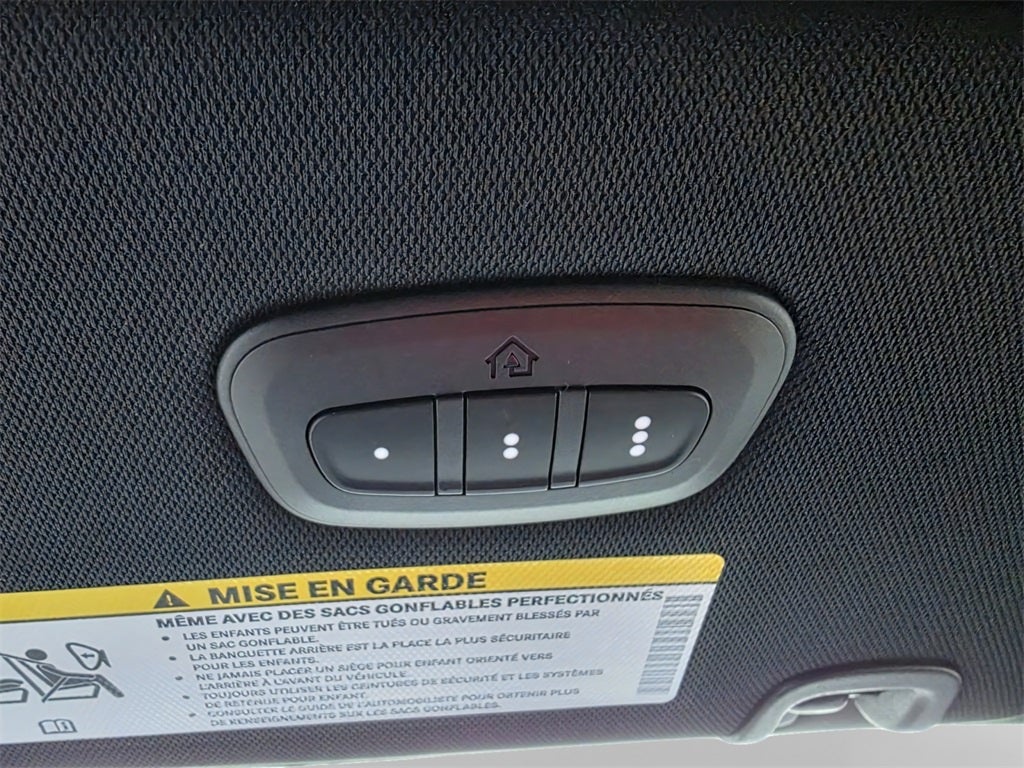 MISE EN GARDE
MÊME AVEC DES SACS GONFLABLES PERFECTIONNÉS
• LES ENFANTS PEUVENT ÊTRE TUÉS OU GRAVEMENT BLESSÉS PAR
UN SAC GONFLABLE.
• LA BANQUETTE ARRIÈRE EST LA PLACE LA PLUS SÉCURITAIRE
POUR LES ENFANTS.
• NE JAMAIS PLACER UN SIÈGE POUR ENFANT ORIENTÉ VERS
L'ARRIÈRE À L'AVANT DU VÉHICULE.
• TOUJOURS UTILISER LES CEINTURES DE SÉCURITÉ ET LES SYSTÈMES
DE RETENUE POUR ENFANT.
• CONSULTER LE GUIDE DE L'AUTOMOBILISTE POUR OBTENIR PLUS
DE RENSEIGNEMENTS SUR LES SACS GONFLABLES.